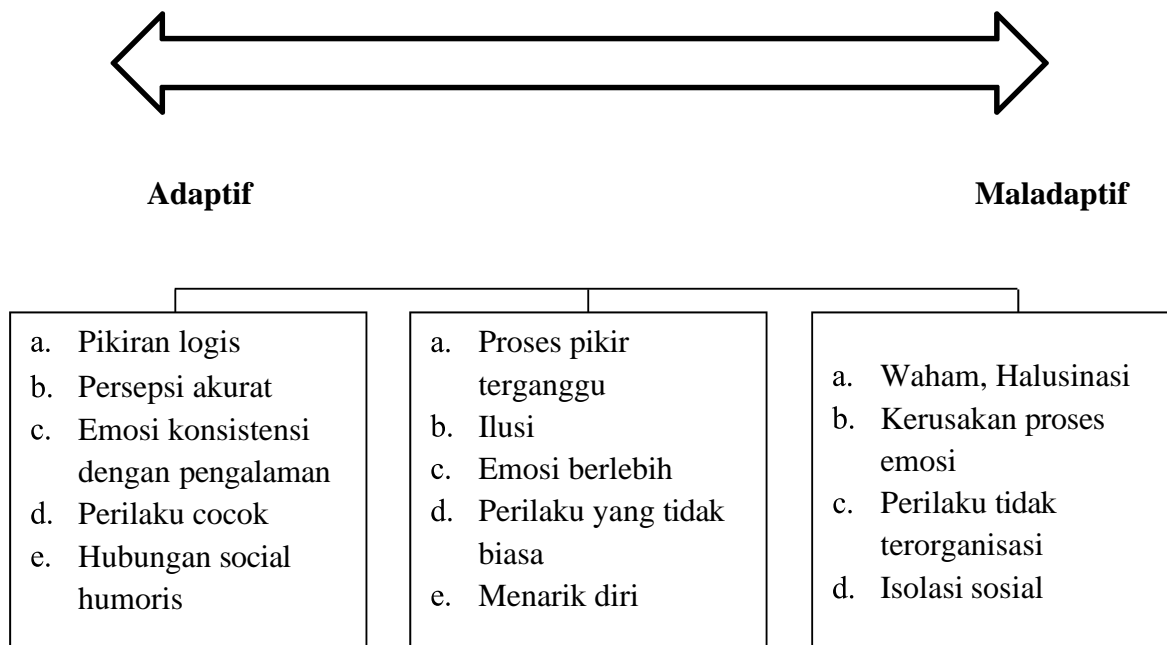 Adaptif
Maladaptif
a. Pikiran logis
b. Persepsi akurat
c. Emosi konsistensi
dengan pengalaman
d. Perilaku cocok
e. Hubungan social
humoris
a. Proses pikir
terganggu
b. Ilusi
c. Emosi berlebih
d. Perilaku yang tidak
biasa
e. Menarik diri
a. Waham, Halusinasi
b. Kerusakan proses
emosi
c. Perilaku tidak
terorganisasi
d. Isolasi sosial